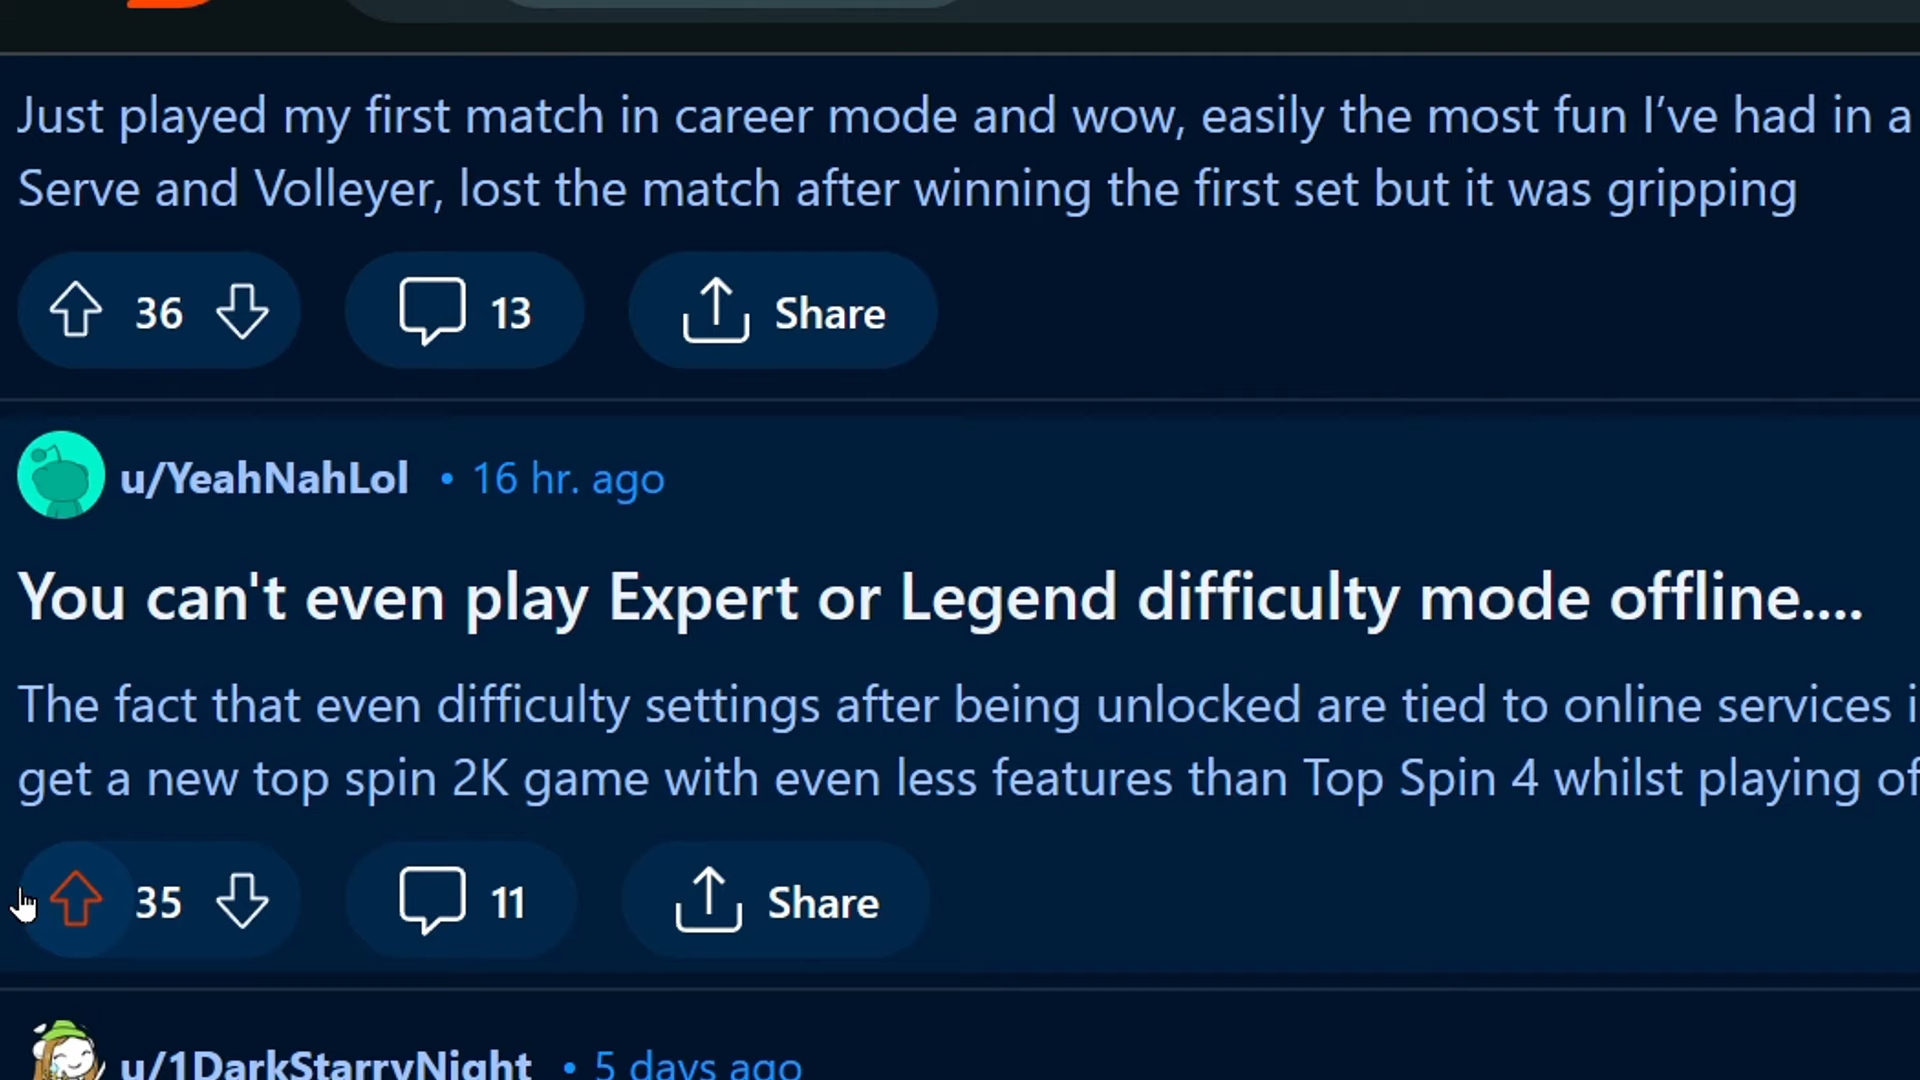 Just played my first match in career mode and wow, easily the most fun I’ve had in a
Serve and Volleyer, lost the match after winning the first set but it was gripping
36
13
Share
u/YeahNahLol • 16 hr. ago
You can't even play Expert or Legend difficulty mode offline....
The fact that even difficulty settings after being unlocked are tied to online services i
get a new top spin 2K game with even less features than Top Spin 4 whilst playing of
35
11
Share
u/1DarkStarryNight • 5 days ago